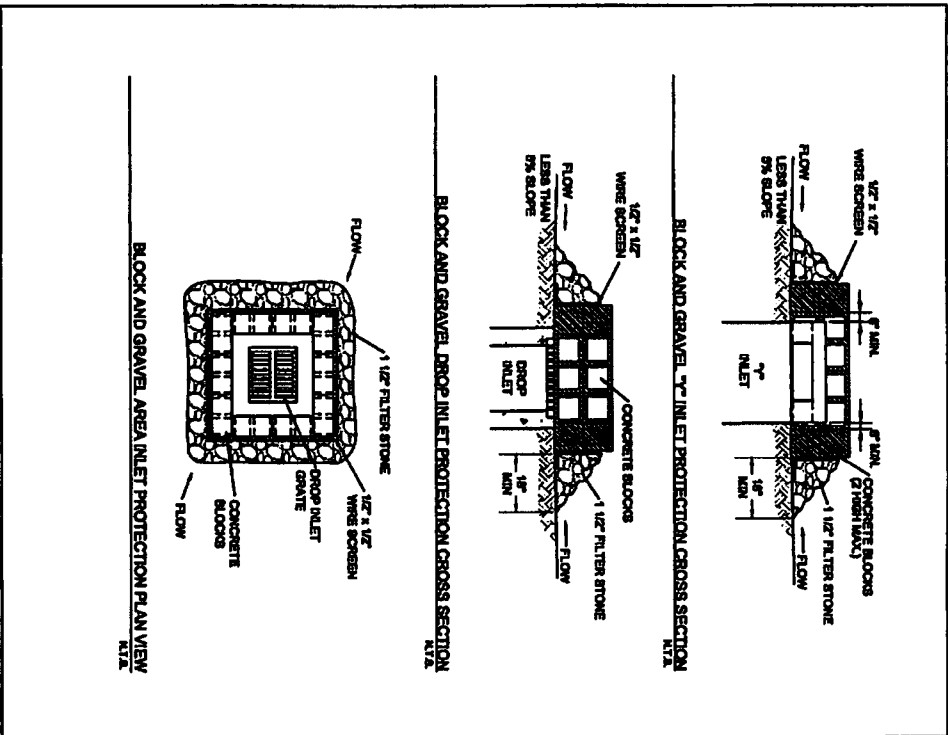 1/2" x 1/2"
WIRE SCREEN
FLOW
LESS THAN
5% SLOPE
6" MIN.
6" MIN.
"Y"
INLET
CONCRETE BLOCKS
(2 HIGH MAX.)
1 1/2" FILTER STONE
18"
MIN
FLOW
BLOCK AND GRAVEL "Y" INLET PROTECTION CROSS SECTION
N.T.S.
1/2" x 1/2"
WIRE SCREEN
FLOW
LESS THAN
5% SLOPE
DROP
INLET
CONCRETE BLOCKS
1 1/2" FILTER STONE
18"
MIN
FLOW
BLOCK AND GRAVEL DROP INLET PROTECTION CROSS SECTION
N.T.S.
FLOW
1 1/2" FILTER STONE
1/2" x 1/2"
WIRE SCREEN
DROP INLET
GRATE
CONCRETE
BLOCKS
FLOW
BLOCK AND GRAVEL AREA INLET PROTECTION PLAN VIEW
N.T.S.